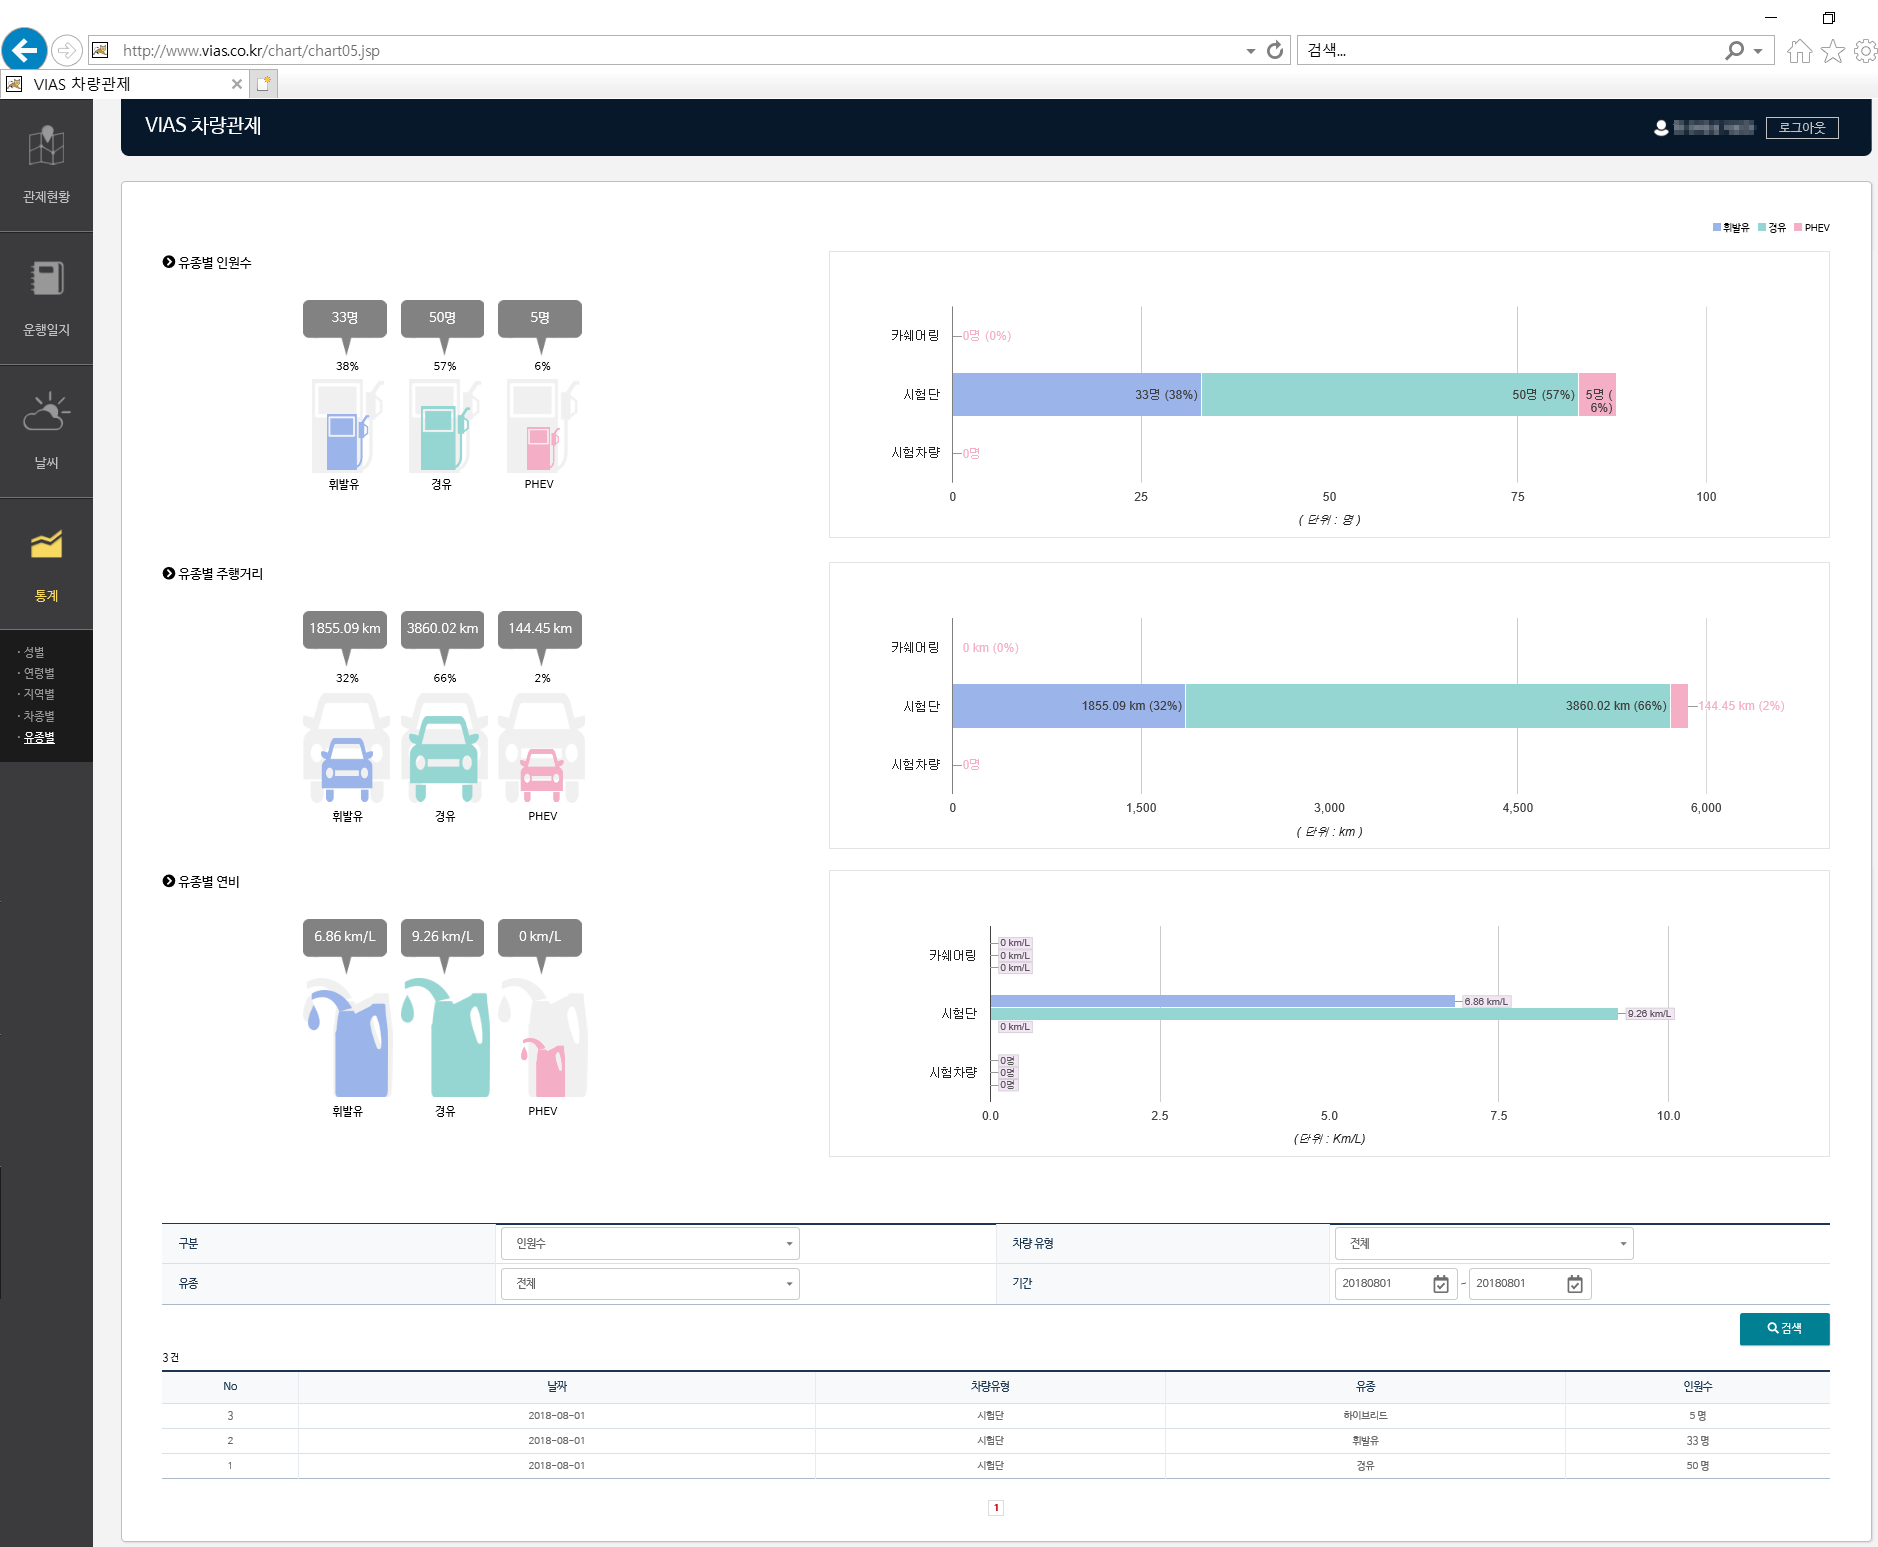 http://www.vias.co.kr/chart/chart05.jsp
검색...
VIAS 차량관제
VIAS 차량관제
로그아웃
관제현황
운행일지
날씨
통계
· 성별
· 연령별
· 지역별
· 차종별
· 유종별
휘발유 경유 PHEV
유종별 인원수
33명 50명 5명
38% 57% 6%
휘발유 경유 PHEV
카쉐어링 0명 (0%)
시험단 33명 (38%) 50명 (57%) 5명 (
6%)
시험차량 0명
0 25 50 75 100
( 단위 : 명 )
유종별 주행거리
1855.09 km 3860.02 km 144.45 km
32% 66% 2%
휘발유 경유 PHEV
카쉐어링 0 km (0%)
시험단 1855.09 km (32%) 3860.02 km (66%) 144.45 km (2%)
시험차량 0명
0 1,500 3,000 4,500 6,000
( 단위 : km )
유종별 연비
6.86 km/L 9.26 km/L 0 km/L
휘발유 경유 PHEV
0 km/L
카쉐어링 0 km/L
0 km/L
6.86 km/L
시험단 9.26 km/L
0 km/L
0명
시험차량 0명
0명
0.0 2.5 5.0 7.5 10.0
(단위 : Km/L)
구분 인원수 차량 유형 전체
유종 전체 기간 20180801 - 20180801
검색
3 건
No 날짜 차량유형 유종 인원수
3 2018-08-01 시험단 하이브리드 5 명
2 2018-08-01 시험단 휘발유 33 명
1 2018-08-01 시험단 경유 50 명
1